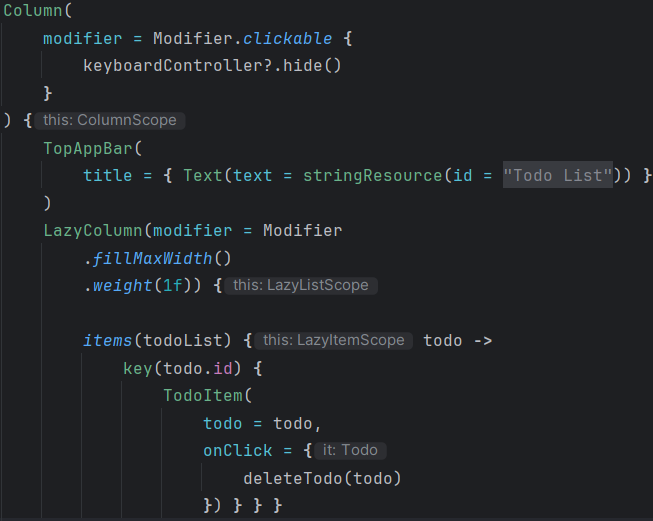 Column(
    modifier = Modifier.clickable {
        keyboardController?.hide()
    }
) { this: ColumnScope
    TopAppBar(
        title = { Text(text = stringResource(id = "Todo List")) }
    )
    LazyColumn(modifier = Modifier
        .fillMaxWidth()
        .weight(1f)) { this: LazyListScope
        items(todoList) { this: LazyItemScope todo ->
            key(todo.id) {
                TodoItem(
                    todo = todo,
                    onClick = { it: Todo
                        deleteTodo(todo)
                    }) } } }